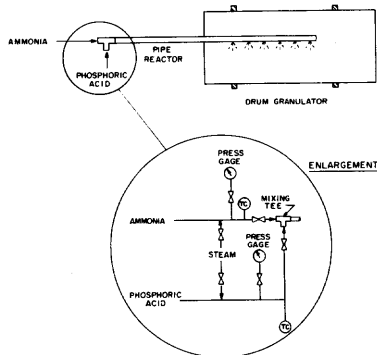 AMMONIA
PIPE
REACTOR
PHOSPHORIC
ACID
DRUM GRANULATOR
ENLARGEMENT
PRESS
GAGE
MIXING
TEE
TC
AMMONIA
PRESS
GAGE
STEAM
PHOSPHORIC
ACID
TC